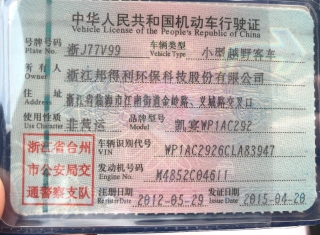 中华人民共和国机动车行驶证
Vehicle License of the People's Republic of China
号牌号码 Plate No. 浙J77V99 车辆类型 Vehicle Type 小型越野客车
所有人 Owner 浙江邦得利环保科技股份有限公司
住址 Address 浙江省临海市江南街道金岭路、靖城路交叉口
使用性质 Use Character 非营运 品牌型号 Model 凯宴WP1AC292
浙江省台州市公安局交通警察支队
车辆识别代号 VIN WP1AC2926CLA83947
发动机号码 Engine No. M4852C04611
注册日期 Register Date 2012-05-29 发证日期 Issue Date 2015-04-20